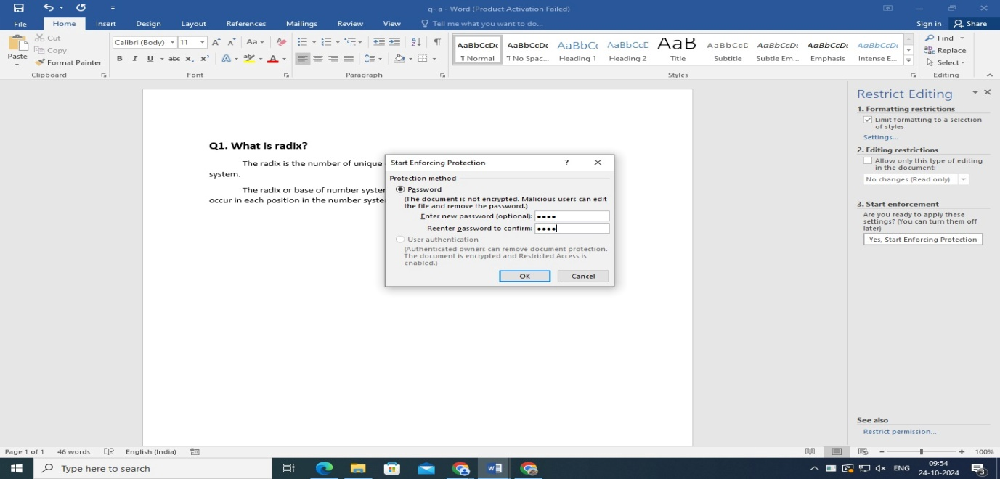 q- a - Word (Product Activation Failed)
File Home Insert Design Layout References Mailings Review View Tell me what you want to do... Sign in Share
Paste
Cut
Copy
Format Painter
Clipboard
Calibri (Body) 11
Font
Paragraph
AaBbCcDc AaBbCcDc AaBbC( AaBbCcE AaB AaBbCcD AaBbCcDc AaBbCcDc AaBbCcDc
¶ Normal ¶ No Spac... Heading 1 Heading 2 Title Subtitle Subtle Em... Emphasis Intense E...
Styles
Find
Replace
Select
Editing
Q1. What is radix?
The radix is the number of unique
system.
The radix or base of number syste
occur in each position in the number syste
Start Enforcing Protection ?
Protection method
Password
(The document is not encrypted. Malicious users can edit
the file and remove the password.)
Enter new password (optional): ••••
Reenter password to confirm: ••••
User authentication
(Authenticated owners can remove document protection.
The document is encrypted and Restricted Access is
enabled.)
OK Cancel
Restrict Editing
1. Formatting restrictions
Limit formatting to a selection
of styles
Settings...
2. Editing restrictions
Allow only this type of editing
in the document:
No changes (Read only)
3. Start enforcement
Are you ready to apply these
settings? (You can turn them off
later)
Yes, Start Enforcing Protection
See also
Restrict permission...
Page 1 of 1 46 words English (India) 100%
Type here to search
ENG
09:54
24-10-2024
3